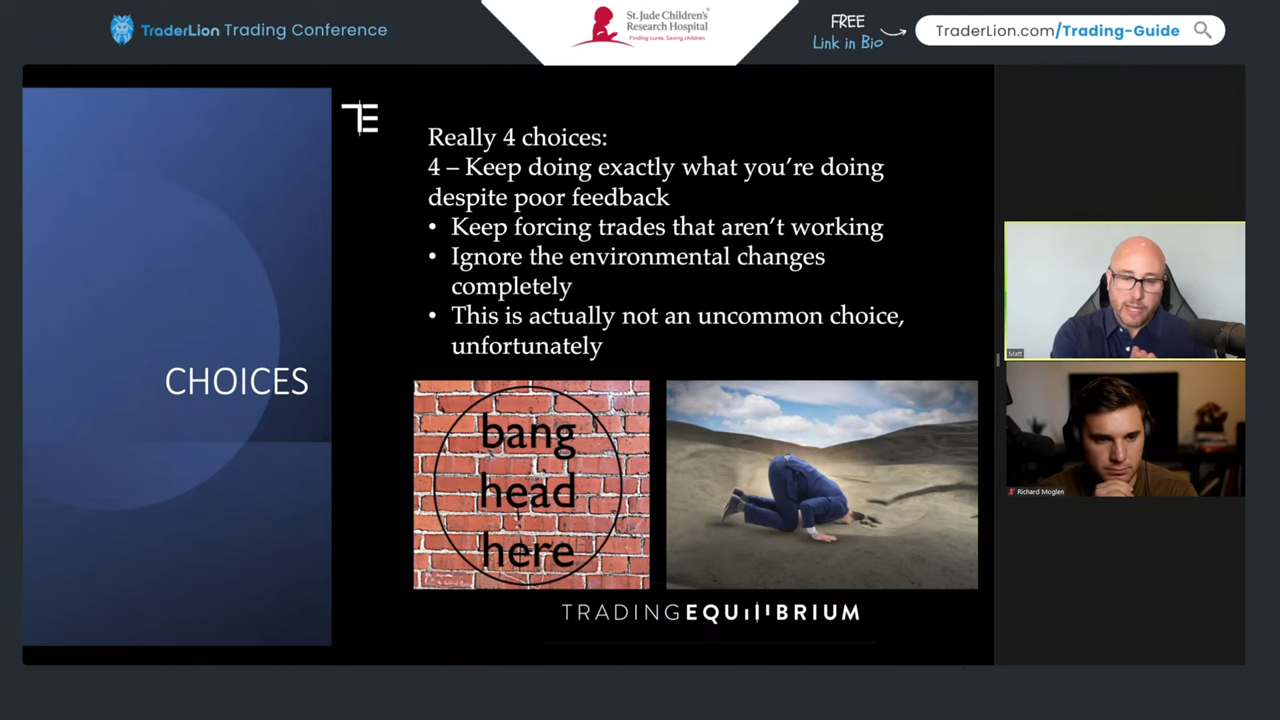 TraderLion Trading Conference
St. Jude Children's
Research Hospital
Finding cures. Saving children.
FREE
Link in Bio
TraderLion.com/Trading-Guide
TE
Really 4 choices:
4 – Keep doing exactly what you're doing
despite poor feedback
• Keep forcing trades that aren't working
• Ignore the environmental changes
completely
• This is actually not an uncommon choice,
unfortunately
CHOICES
bang
head
here
TRADINGEQUILIBRIUM
Matt
Richard Moglen